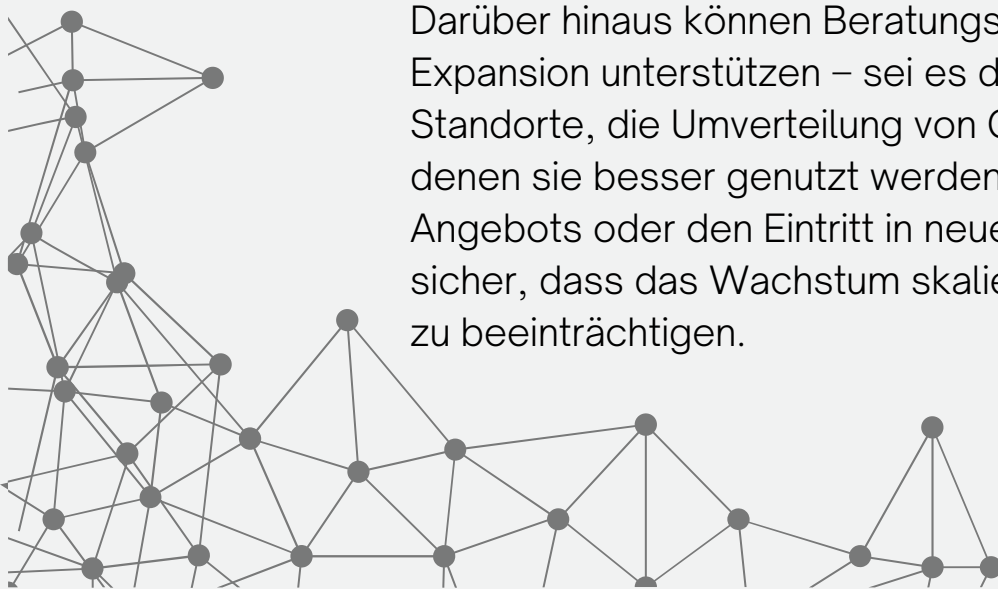 Darüber hinaus können Beratungs
Expansion unterstützen – sei es d
Standorte, die Umverteilung von
denen sie besser genutzt werden
Angebots oder den Eintritt in neue
sicher, dass das Wachstum skalie
zu beeinträchtigen.